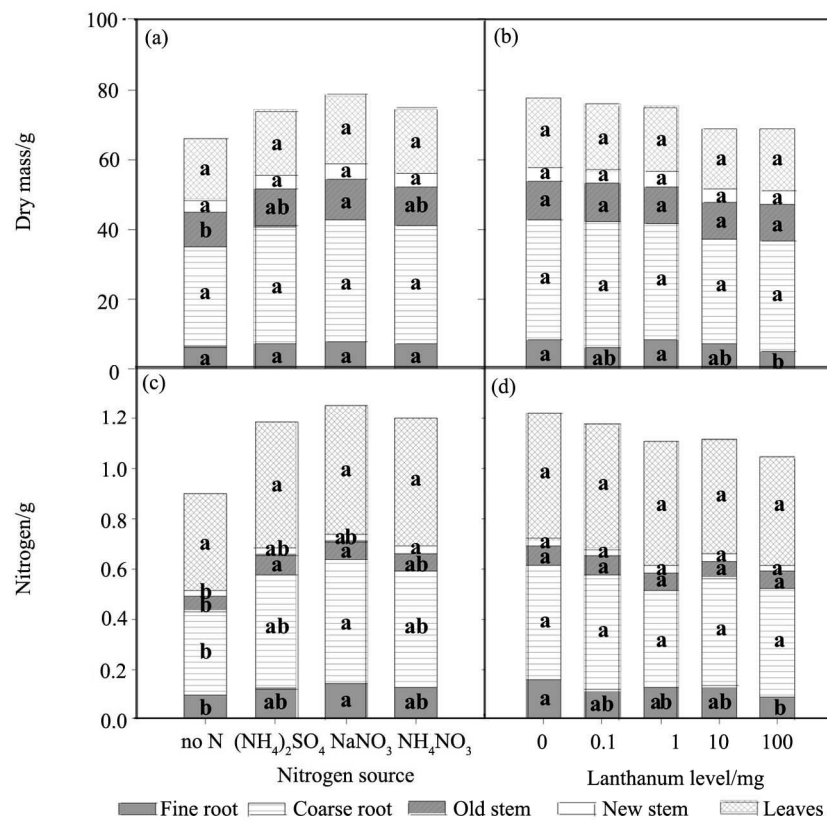 100
80
60
40
20
0
Dry mass/g
(a)
a a a a
a a a a
b ab a ab
a a a a
a a a a
(b)
a a a a a
a a a a a
a a a a a
a a a a a
a ab a ab b
1.2
1.0
0.8
0.6
0.4
0.2
0.0
Nitrogen/g
(c)
a a a a
b ab ab a
b a a ab
b ab a ab
b ab a ab
(d)
a a a a a
a a a a a
a a a a a
a a a a a
a ab ab ab b
no N (NH₄)₂SO₄ NaNO₃ NH₄NO₃
Nitrogen source
0 0.1 1 10 100
Lanthanum level/mg
Fine root Coarse root Old stem New stem Leaves